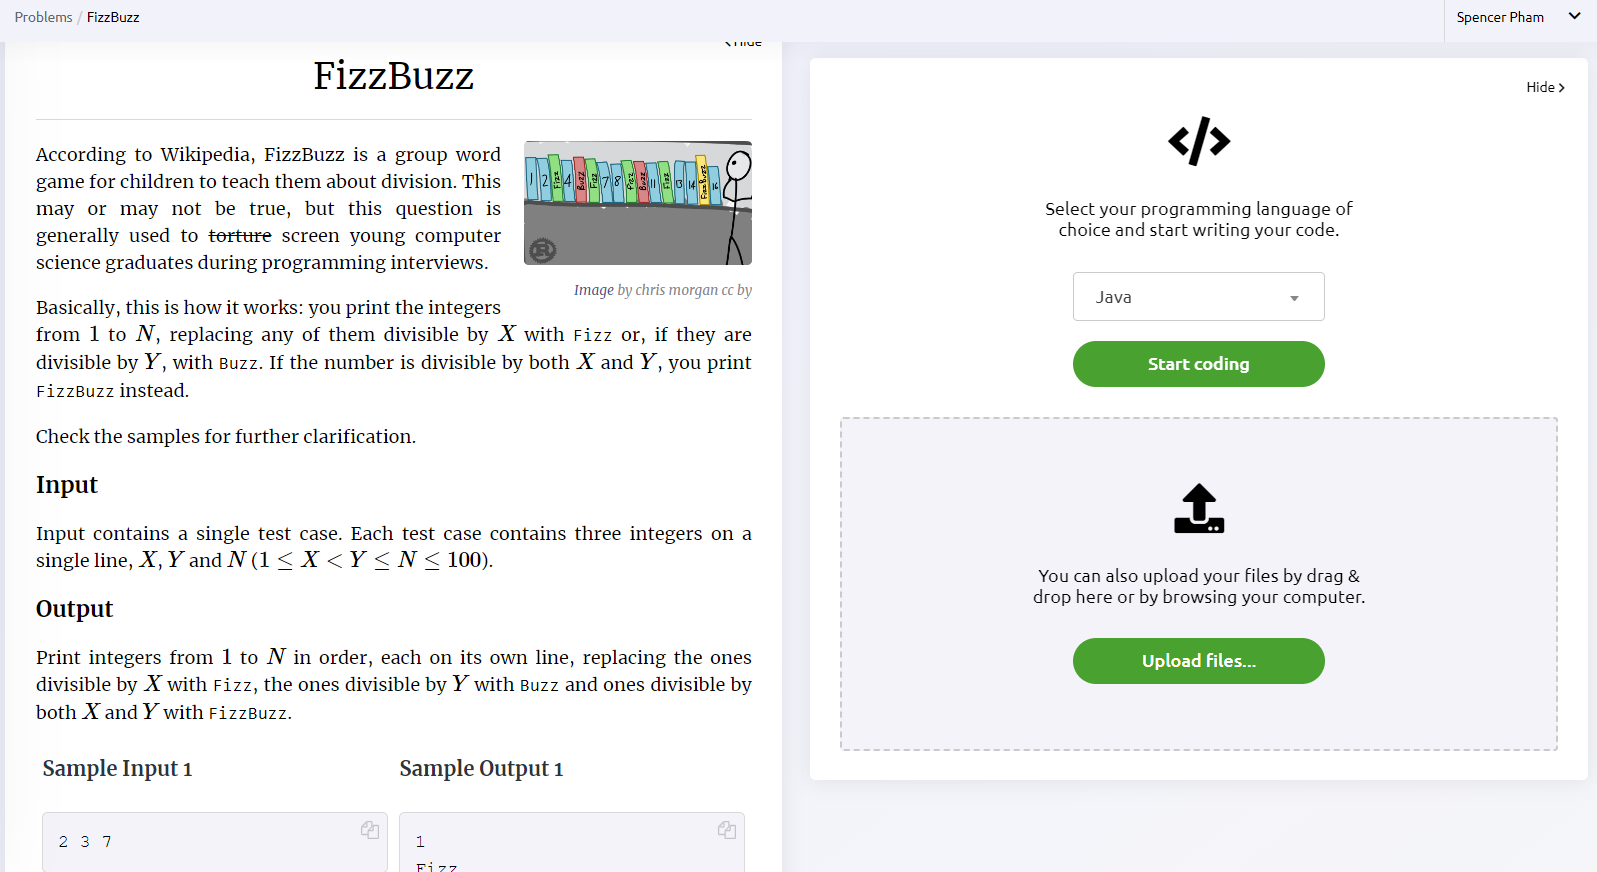 Problems / FizzBuzz
Spencer Pham
Hide
FizzBuzz
According to Wikipedia, FizzBuzz is a group word
game for children to teach them about division. This
may or may not be true, but this question is
generally used to torture screen young computer
science graduates during programming interviews.
1 2 Fizz 4 Buzz Fizz 7 8 Fizz Buzz 11 Fizz 13 14 FizzBuzz 16
R
Image by chris morgan cc by
Basically, this is how it works: you print the integers
from 1 to N, replacing any of them divisible by X with Fizz or, if they are
divisible by Y, with Buzz. If the number is divisible by both X and Y, you print
FizzBuzz instead.
Check the samples for further clarification.
Input
Input contains a single test case. Each test case contains three integers on a
single line, X, Y and N (1 ≤ X < Y ≤ N ≤ 100).
Output
Print integers from 1 to N in order, each on its own line, replacing the ones
divisible by X with Fizz, the ones divisible by Y with Buzz and ones divisible by
both X and Y with FizzBuzz.
Sample Input 1
Sample Output 1
2 3 7
1
Fizz
Hide
</>
Select your programming language of
choice and start writing your code.
Java
Start coding
You can also upload your files by drag &
drop here or by browsing your computer.
Upload files...